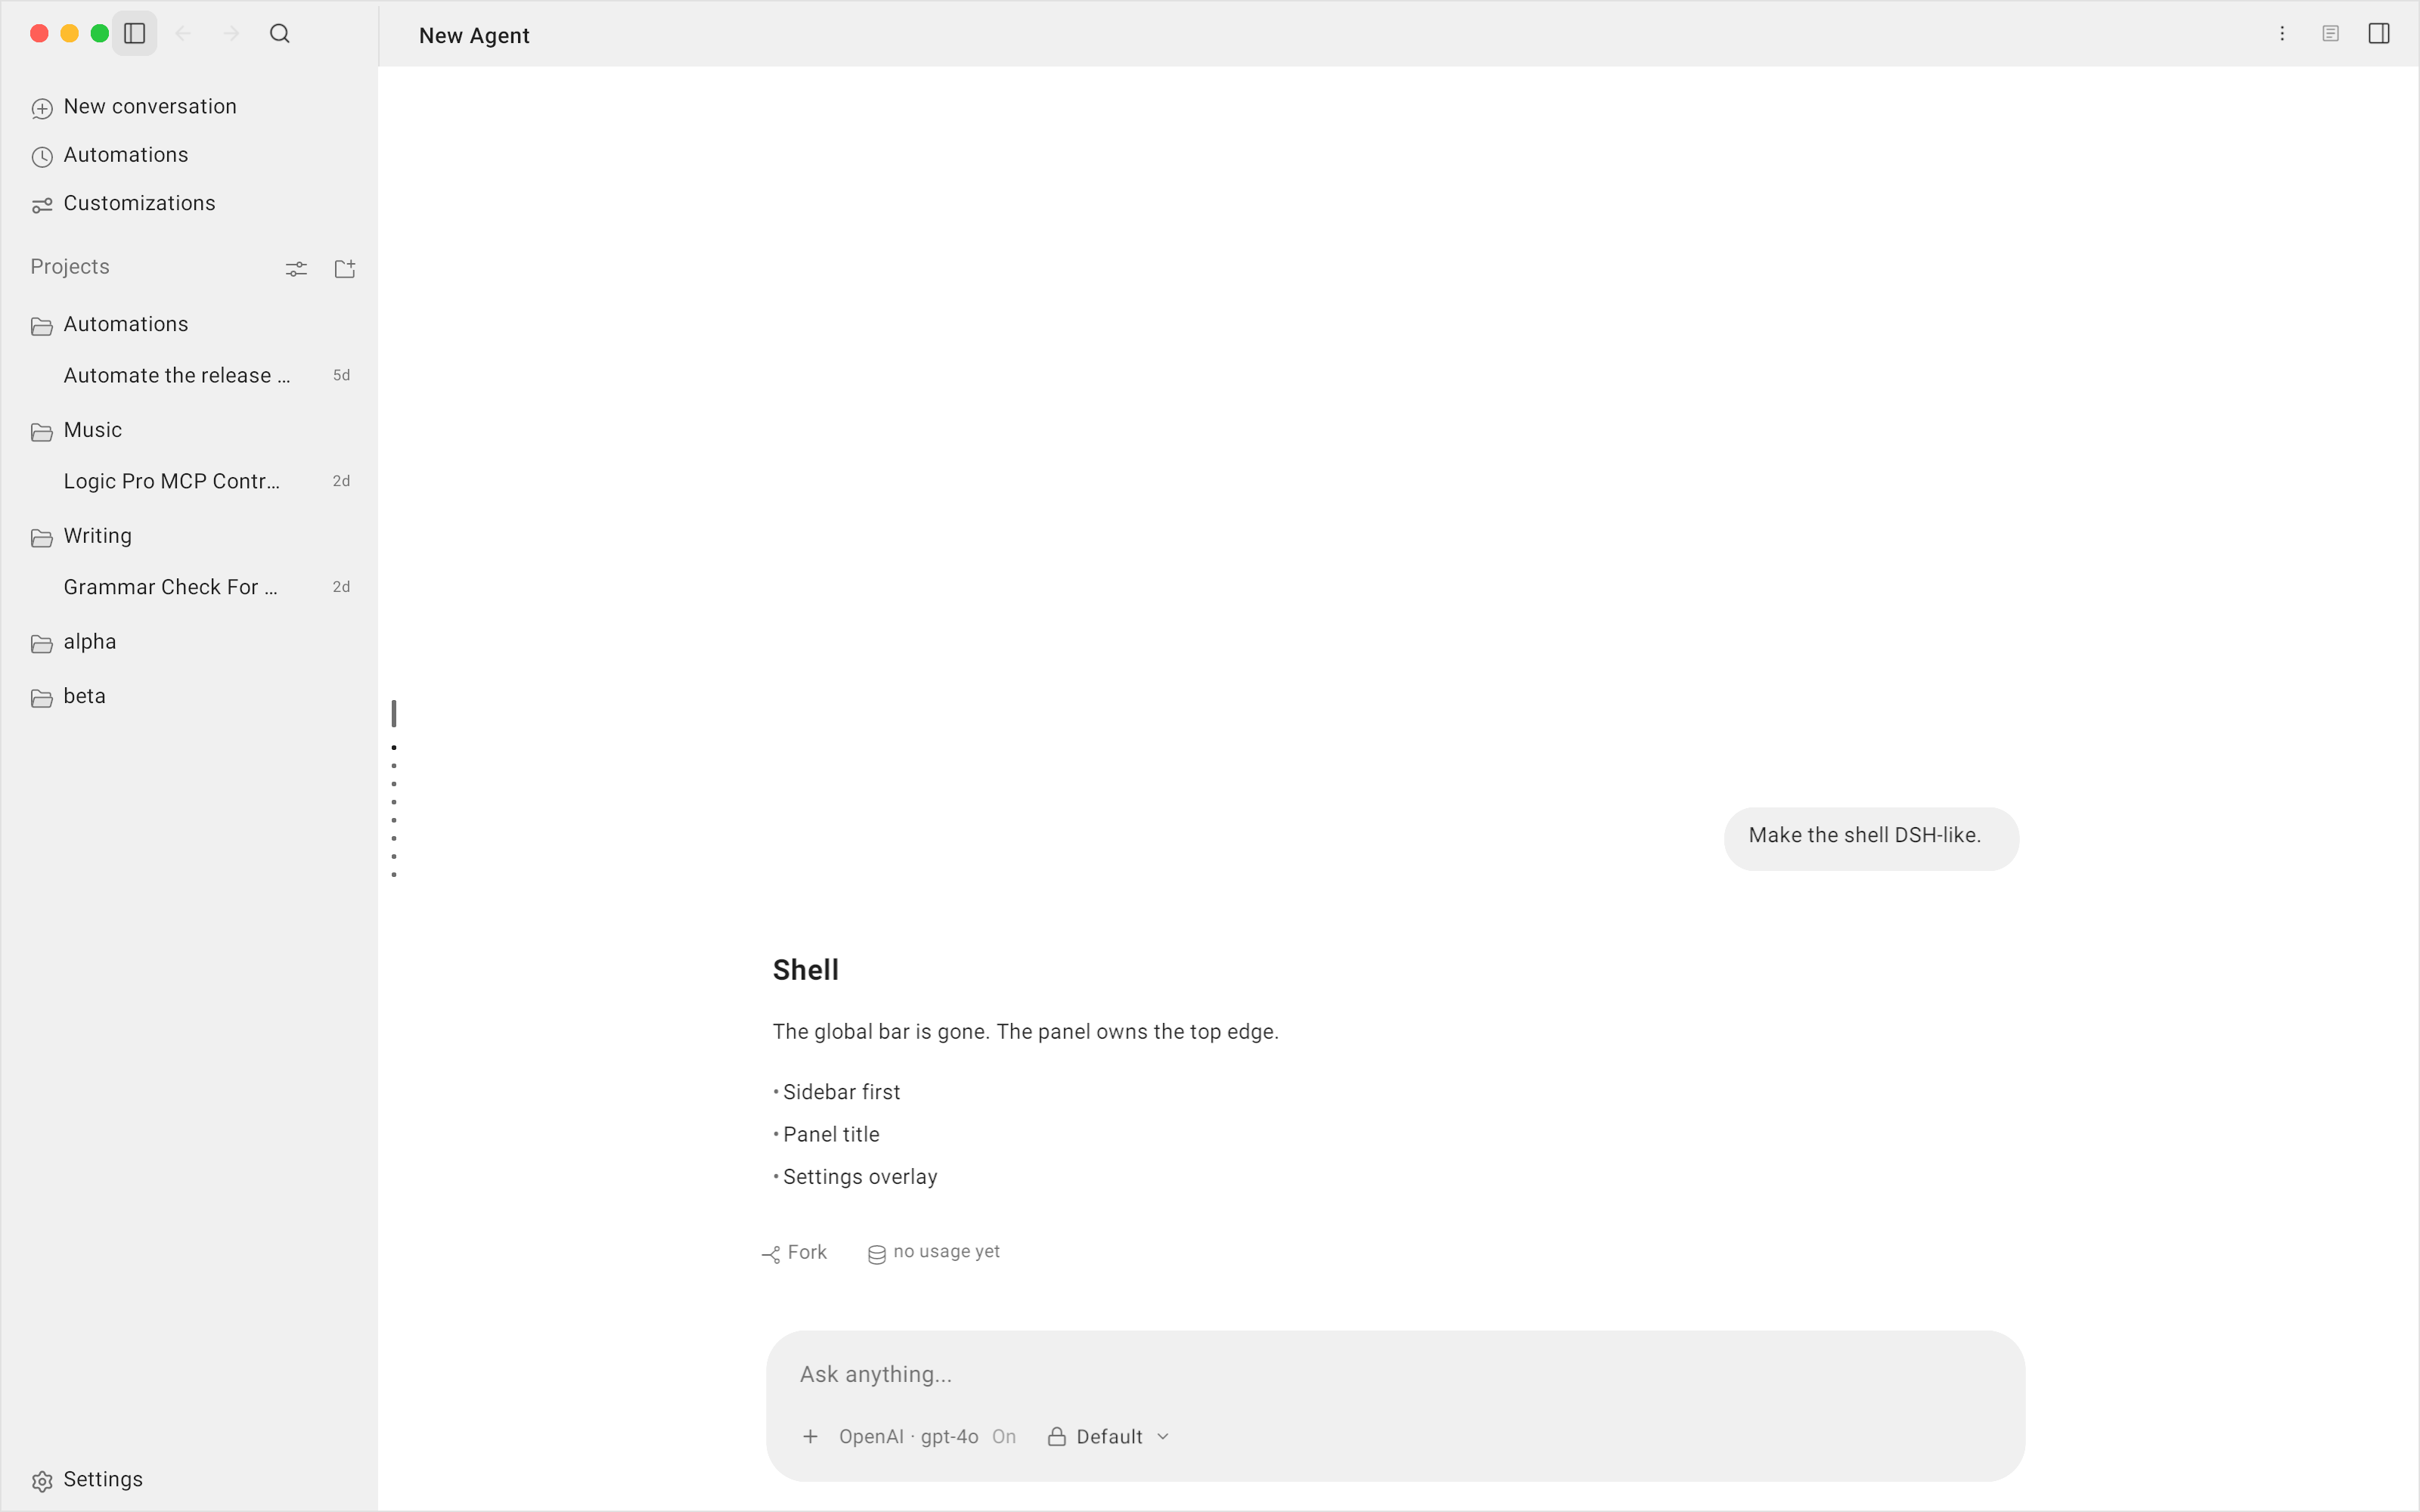 New Agent
New conversation
Automations
Customizations
Projects
Automations
Automate the release ... 5d
Music
Logic Pro MCP Contr... 2d
Writing
Grammar Check For ... 2d
alpha
beta
Settings
Make the shell DSH-like.
Shell
The global bar is gone. The panel owns the top edge.
• Sidebar first
• Panel title
• Settings overlay
Fork no usage yet
Ask anything...
OpenAI · gpt-4o On Default